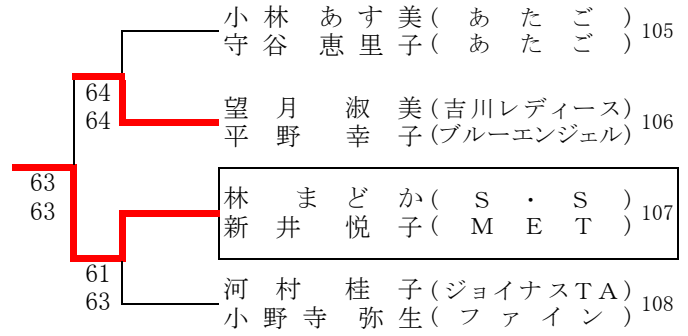 小林 あす美(あたご) 105
守谷 恵里子(あたご)
64
64
望月 淑美(吉川レディース) 106
平野 幸子(ブルーエンジェル)
63
63
林 まどか(S・S) 107
新井 悦子(MET)
61
63
河村 桂子(ジョイナスTA) 108
小野寺 弥生(ファイン)